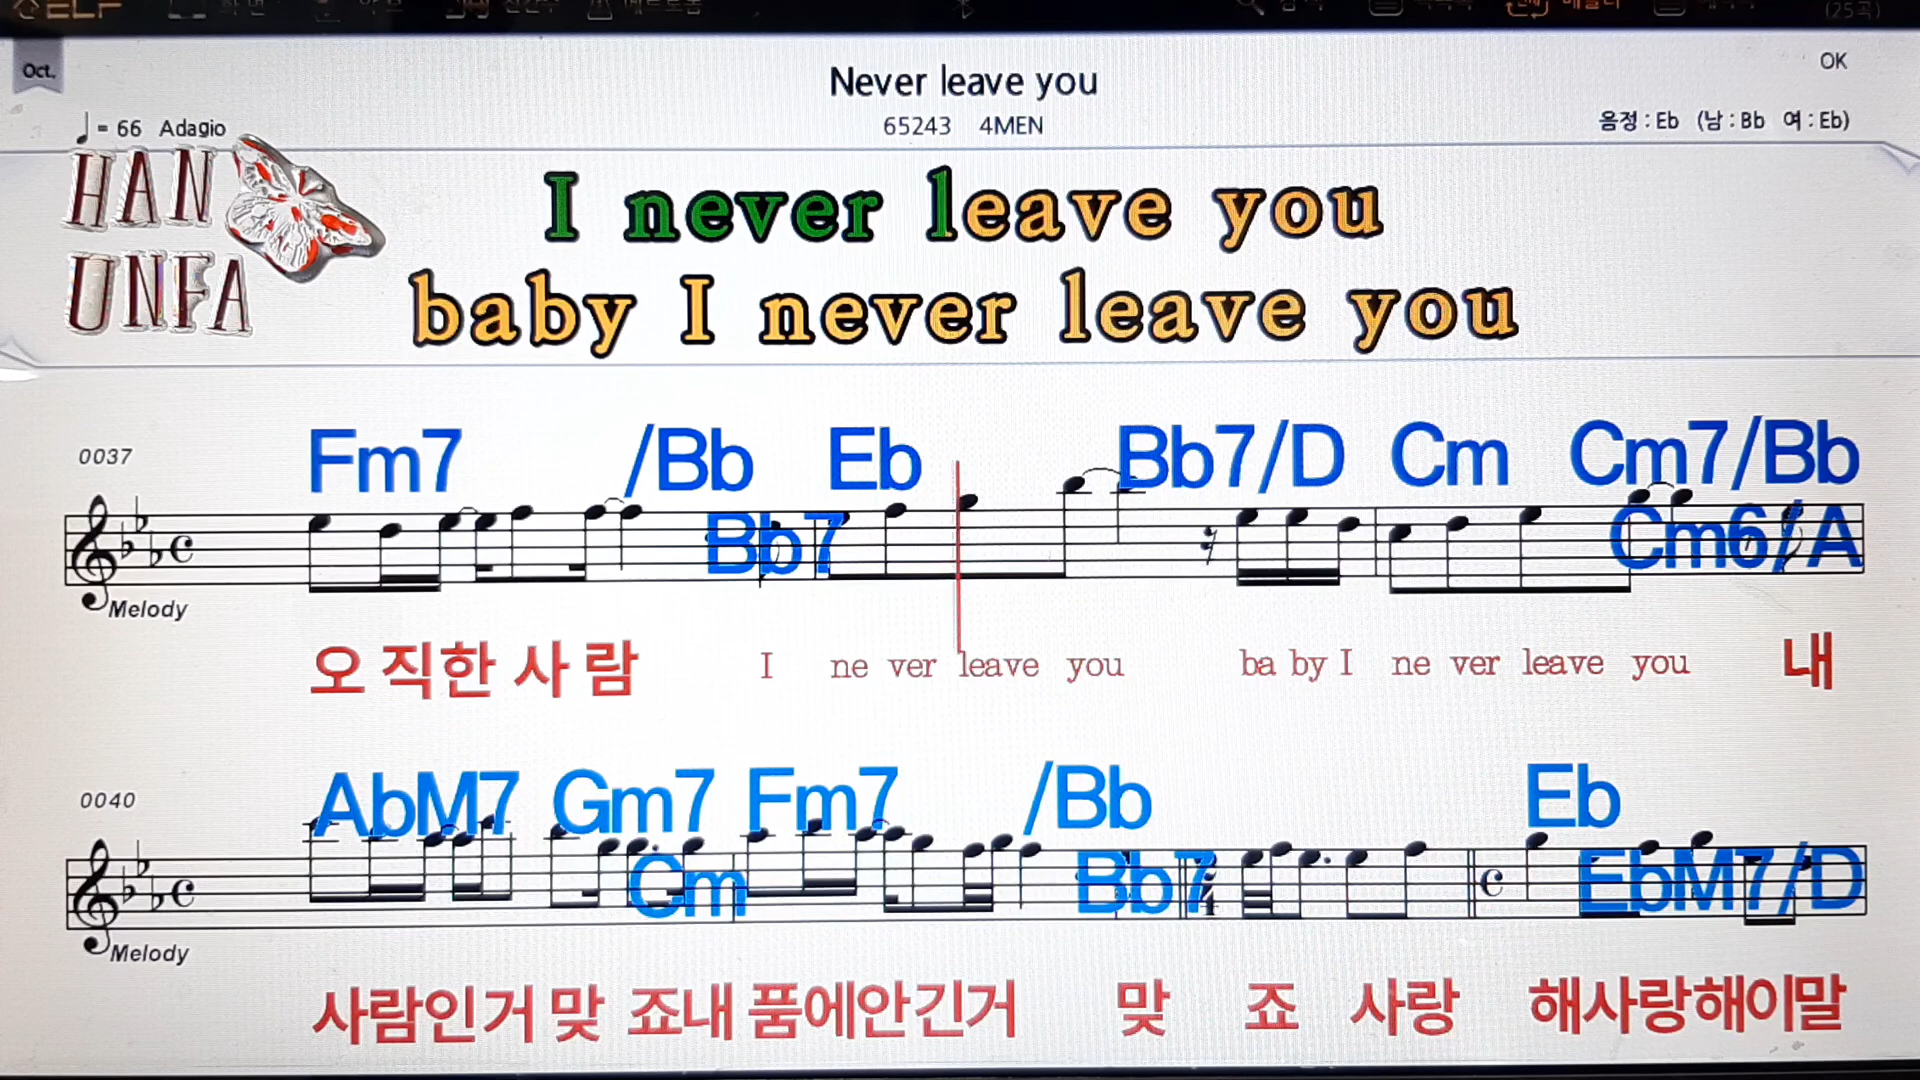 ELF
(25곡)
Oct.
Never leave you
OK
♩ = 66 Adagio
65243 4MEN
음정 : Eb (남 : Bb 여 : Eb)
HAN
UNFA
I never leave you
baby I never leave you
0037
Fm7 /Bb Eb Bb7/D Cm Cm7/Bb
Bb7 Cm6/A
Melody
오 직한 사 람 I ne ver leave you ba by I ne ver leave you 내
0040
AbM7 Gm7 Fm7 /Bb Eb
Cm Bb7 EbM7/D
Melody
사람인거 맞 죠내 품에안긴거 맞 죠 사랑 해사랑해이말